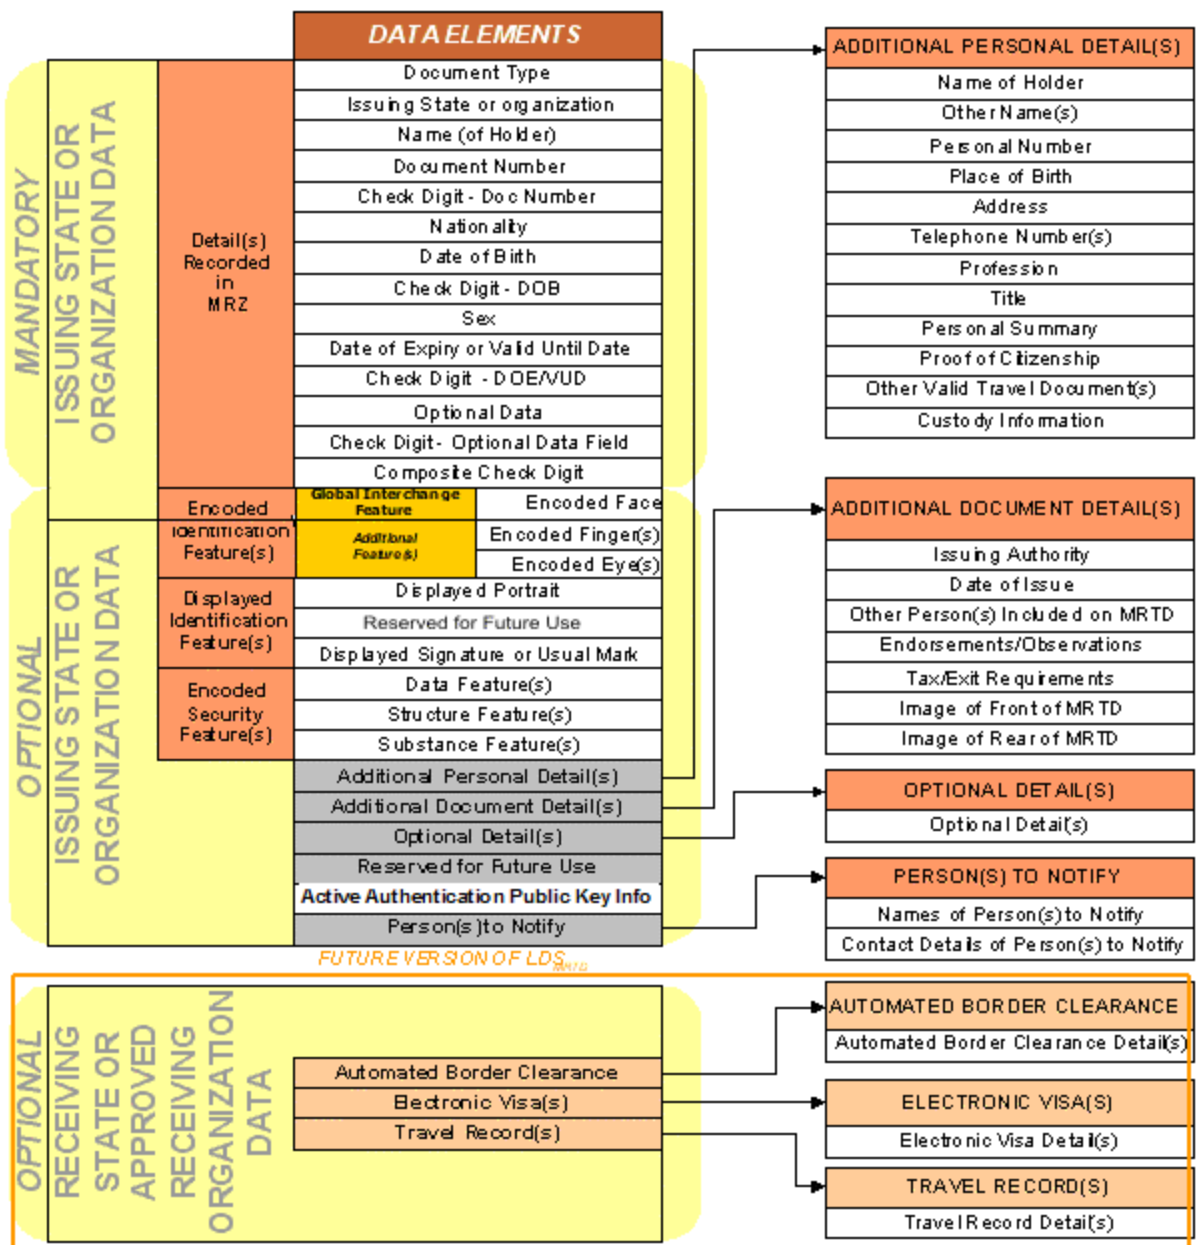 DATA ELEMENTS
MANDATORY
ISSUING STATE OR
ORGANIZATION DATA
Detail(s)
Recorded
in
MRZ
Document Type
Issuing State or organization
Name (of Holder)
Document Number
Check Digit - Doc Number
Nationality
Date of Birth
Check Digit - DOB
Sex
Date of Expiry or Valid Until Date
Check Digit - DOE/VUD
Optional Data
Check Digit- Optional Data Field
Composite Check Digit
OPTIONAL
ISSUING STATE OR
ORGANIZATION DATA
Encoded
Identification
Feature(s)
Global Interchange
Feature
Encoded Face
Additional
Feature(s)
Encoded Finger(s)
Encoded Eye(s)
Displayed
Identification
Feature(s)
Displayed Portrait
Reserved for Future Use
Displayed Signature or Usual Mark
Encoded
Security
Feature(s)
Data Feature(s)
Structure Feature(s)
Substance Feature(s)
Additional Personal Detail(s)
Additional Document Detail(s)
Optional Detail(s)
Reserved for Future Use
Active Authentication Public Key Info
Person(s)to Notify
ADDITIONAL PERSONAL DETAIL(S)
Name of Holder
Other Name(s)
Personal Number
Place of Birth
Address
Telephone Number(s)
Profession
Title
Personal Summary
Proof of Citizenship
Other Valid Travel Document(s)
Custody Information
ADDITIONAL DOCUMENT DETAIL(S)
Issuing Authority
Date of Issue
Other Person(s) Included on MRTD
Endorsements/Observations
Tax/Exit Requirements
Image of Front of MRTD
Image of Rear of MRTD
OPTIONAL DETAIL(S)
Optional Detail(s)
PERSON(S) TO NOTIFY
Names of Person(s)to Notify
Contact Details of Person(s) to Notify
FUTURE VERSION OF LDS MRTD
OPTIONAL
RECEIVING
STATE OR
APPROVED
RECEIVING
ORGANIZATION
DATA
Automated Border Clearance
Electronic Visa(s)
Travel Record(s)
AUTOMATED BORDER CLEARANCE
Automated Border Clearance Detail(s)
ELECTRONIC VISA(S)
Electronic Visa Detail(s)
TRAVEL RECORD(S)
Travel Record Detail(s)